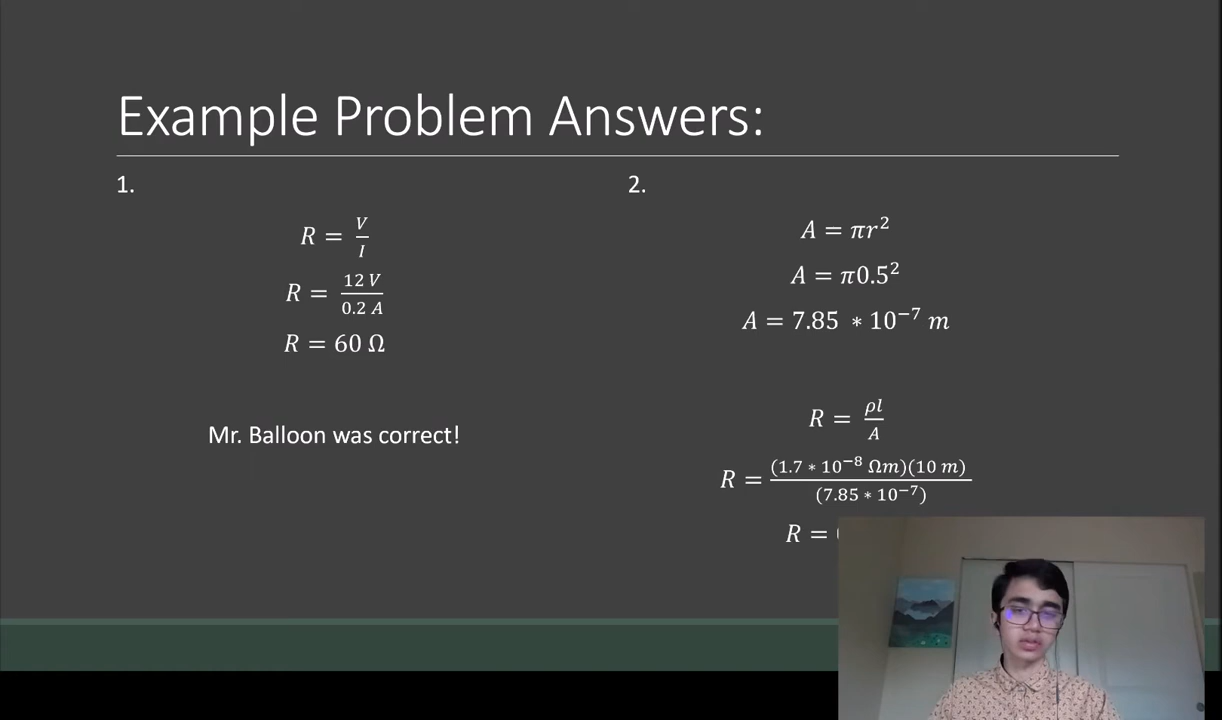 Example Problem Answers:
1.
R = V/I
R = 12 V/0.2 A
R = 60 Ω
Mr. Balloon was correct!
2.
A = πr²
A = π0.5²
A = 7.85 * 10⁻⁷ m
R = ρl/A
R = (1.7 * 10⁻⁸ Ωm)(10 m)/(7.85 * 10⁻⁷)
R =